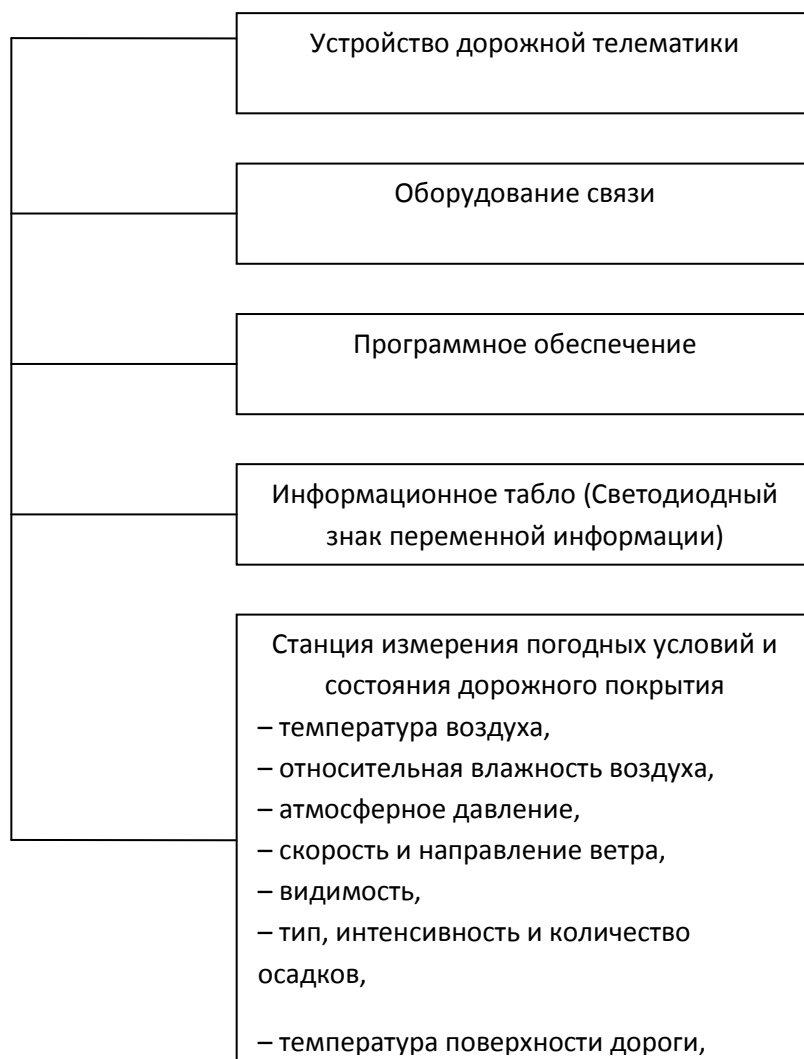 Устройство дорожной телематики
Оборудование связи
Программное обеспечение
Информационное табло (Светодиодный
знак переменной информации)
Станция измерения погодных условий и
состояния дорожного покрытия
– температура воздуха,
– относительная влажность воздуха,
– атмосферное давление,
– скорость и направление ветра,
– видимость,
– тип, интенсивность и количество
осадков,
– температура поверхности дороги,